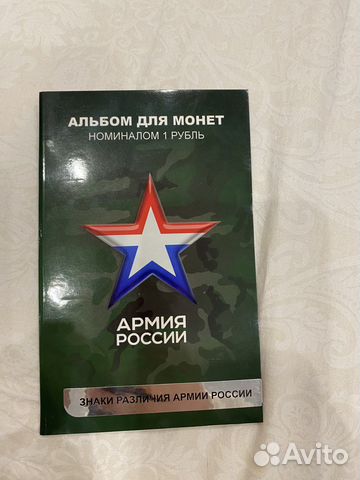 АЛЬБОМ ДЛЯ МОНЕТ
НОМИНАЛОМ 1 РУБЛЬ
АРМИЯ
РОССИИ
ЗНАКИ РАЗЛИЧИЯ АРМИИ РОССИИ
Avito